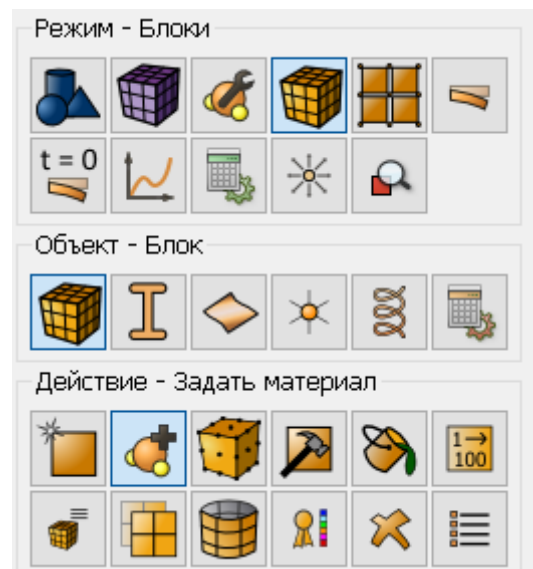 Режим - Блоки
t = 0
Объект - Блок
Действие - Задать материал
1→
100